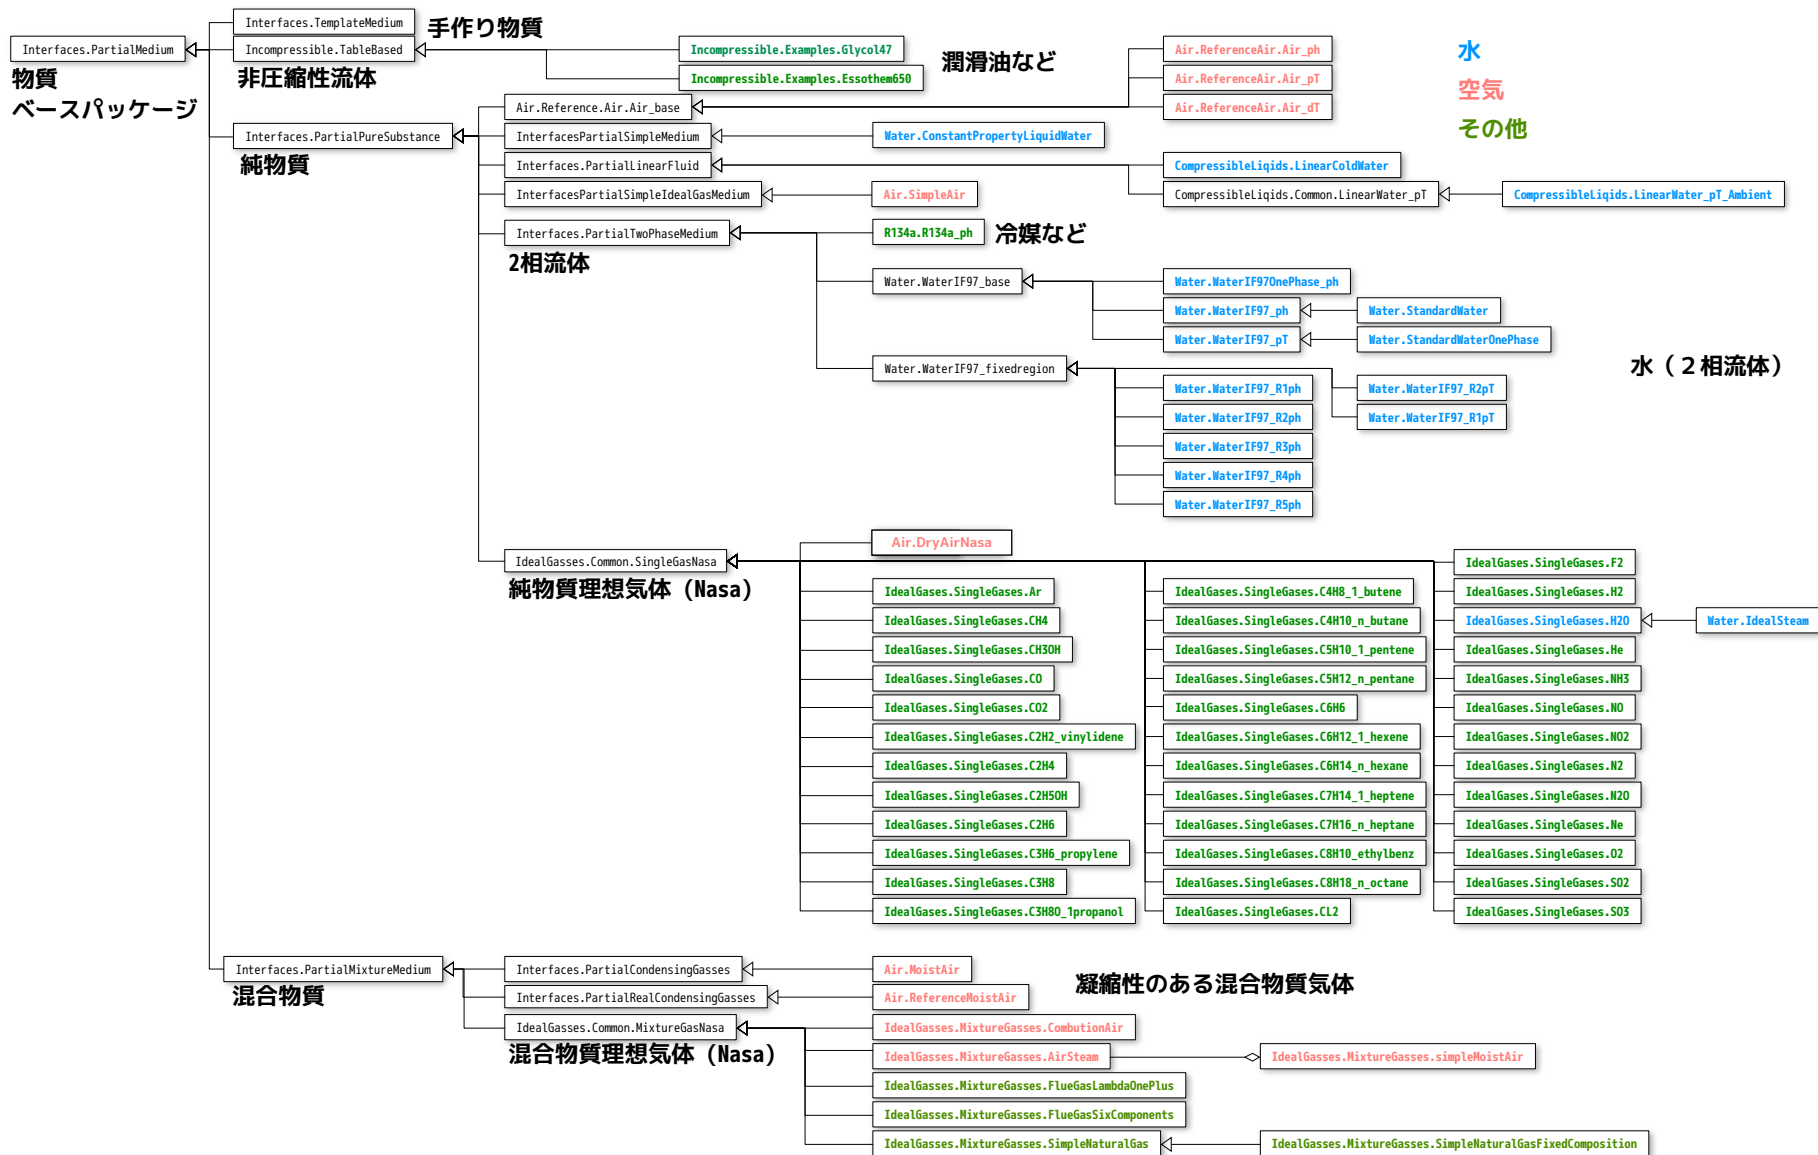 Interfaces.TemplateMedium
手作り物質
Interfaces.PartialMedium
Incompressible.TableBased
Incompressible.Examples.Glycol47
潤滑油など
Air.ReferenceAir.Air_ph
水
物質
ベースパッケージ
非圧縮性流体
Incompressible.Examples.Essothem650
Air.ReferenceAir.Air_pT
空気
Air.Reference.Air.Air_base
Air.ReferenceAir.Air_dT
その他
Interfaces.PartialPureSubstance
純物質
InterfacesPartialSimpleMedium
Water.ConstantPropertyLiquidWater
Interfaces.PartialLinearFluid
CompressibleLiqids.LinearColdWater
InterfacesPartialSimpleIdealGasMedium
Air.SimpleAir
CompressibleLiqids.Common.LinearWater_pT
CompressibleLiqids.LinearWater_pT_Ambient
Interfaces.PartialTwoPhaseMedium
2相流体
R134a.R134a_ph
冷媒など
Water.WaterIF97_base
Water.WaterIF97OnePhase_ph
Water.WaterIF97_ph
Water.StandardWater
Water.WaterIF97_pT
Water.StandardWaterOnePhase
水（２相流体）
Water.WaterIF97_fixedregion
Water.WaterIF97_R1ph
Water.WaterIF97_R2pT
Water.WaterIF97_R2ph
Water.WaterIF97_R1pT
Water.WaterIF97_R3ph
Water.WaterIF97_R4ph
Water.WaterIF97_R5ph
Air.DryAirNasa
IdealGasses.Common.SingleGasNasa
純物質理想気体（Nasa）
IdealGases.SingleGases.F2
IdealGases.SingleGases.Ar
IdealGases.SingleGases.C4H8_1_butene
IdealGases.SingleGases.H2
IdealGases.SingleGases.CH4
IdealGases.SingleGases.C4H10_n_butane
IdealGases.SingleGases.H2O
Water.IdealSteam
IdealGases.SingleGases.CH3OH
IdealGases.SingleGases.C5H10_1_pentene
IdealGases.SingleGases.He
IdealGases.SingleGases.CO
IdealGases.SingleGases.C5H12_n_pentane
IdealGases.SingleGases.NH3
IdealGases.SingleGases.CO2
IdealGases.SingleGases.C6H6
IdealGases.SingleGases.NO
IdealGases.SingleGases.C2H2_vinylidene
IdealGases.SingleGases.C6H12_1_hexene
IdealGases.SingleGases.NO2
IdealGases.SingleGases.C2H4
IdealGases.SingleGases.C6H14_n_hexane
IdealGases.SingleGases.N2
IdealGases.SingleGases.C2H5OH
IdealGases.SingleGases.C7H14_1_heptene
IdealGases.SingleGases.N2O
IdealGases.SingleGases.C2H6
IdealGases.SingleGases.C7H16_n_heptane
IdealGases.SingleGases.Ne
IdealGases.SingleGases.C3H6_propylene
IdealGases.SingleGases.C8H10_ethylbenz
IdealGases.SingleGases.O2
IdealGases.SingleGases.C3H8
IdealGases.SingleGases.C8H18_n_octane
IdealGases.SingleGases.SO2
IdealGases.SingleGases.C3H8O_1propanol
IdealGases.SingleGases.CL2
IdealGases.SingleGases.SO3
Interfaces.PartialMixtureMedium
混合物質
Interfaces.PartialCondensingGasses
Air.MoistAir
凝縮性のある混合物質気体
Interfaces.PartialRealCondensingGasses
Air.ReferenceMoistAir
IdealGasses.Common.MixtureGasNasa
混合物質理想気体（Nasa）
IdealGasses.MixtureGasses.CombutionAir
IdealGasses.MixtureGasses.AirSteam
IdealGasses.MixtureGasses.simpleMoistAir
IdealGasses.MixtureGasses.FlueGasLambdaOnePlus
IdealGasses.MixtureGasses.FlueGasSixComponents
IdealGasses.MixtureGasses.SimpleNaturalGas
IdealGasses.MixtureGasses.SimpleNaturalGasFixedComposition